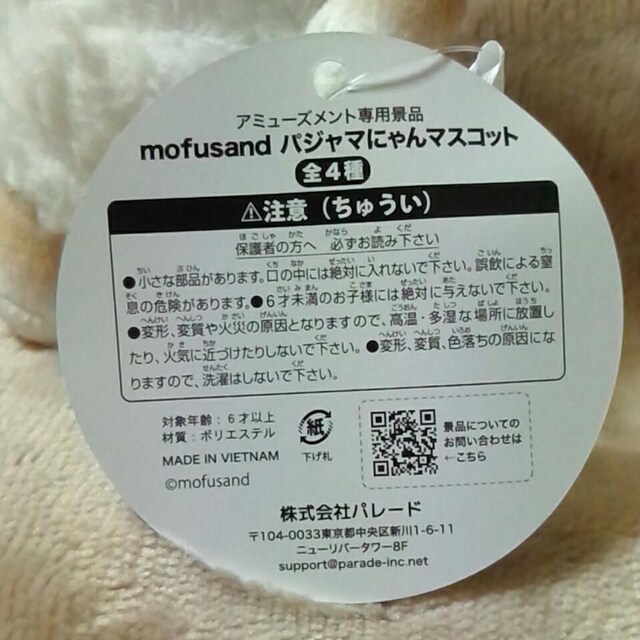 アミューズメント専用景品
mofusand パジャマにゃんマスコット
全4種
⚠注意（ちゅうい）
保護者の方へ 必ずお読み下さい
●小さな部品があります。口の中には絶対に入れないで下さい。誤飲による窒
息の危険があります。●6才未満のお子様には絶対に与えないで下さい。
●変形、変質や火災の原因となりますので、高温・多湿な場所に放置し
たり、火気に近づけたりしないで下さい。●変形、変質、色落ちの原因にな
りますので、洗濯はしないで下さい。
対象年齢：6才以上
材質：ポリエステル
MADE IN VIETNAM
©mofusand
紙
下げ札
景品についての
お問い合わせは
←こちら
株式会社パレード
〒104-0033東京都中央区新川1-6-11
ニューリバータワー8F
support@parade-inc.net